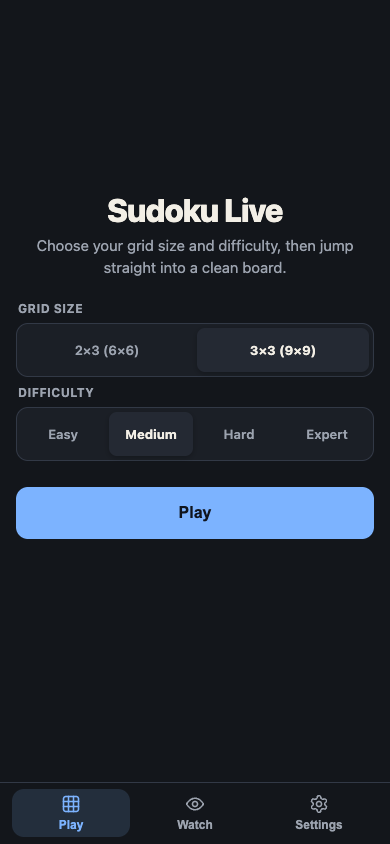 Sudoku Live
Choose your grid size and difficulty, then jump
straight into a clean board.
GRID SIZE
2×3 (6×6)
3×3 (9×9)
DIFFICULTY
Easy
Medium
Hard
Expert
Play
Play
Watch
Settings